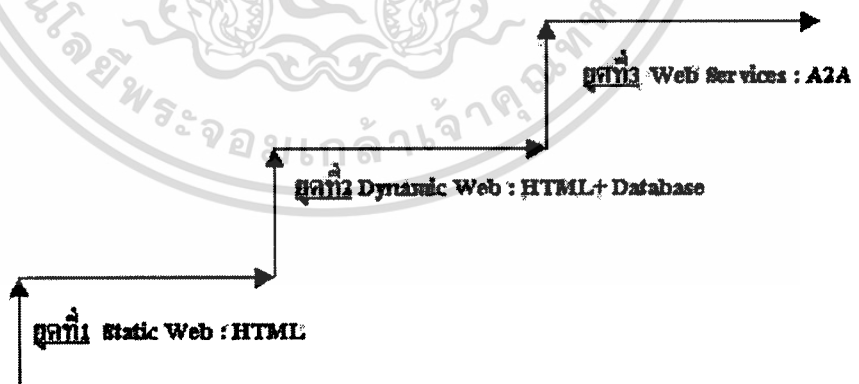 ยุคที่3 Web Services : A2A
ยุคที่2 Dynamic Web : HTML+ Database
ยุคที่1 Static Web : HTML